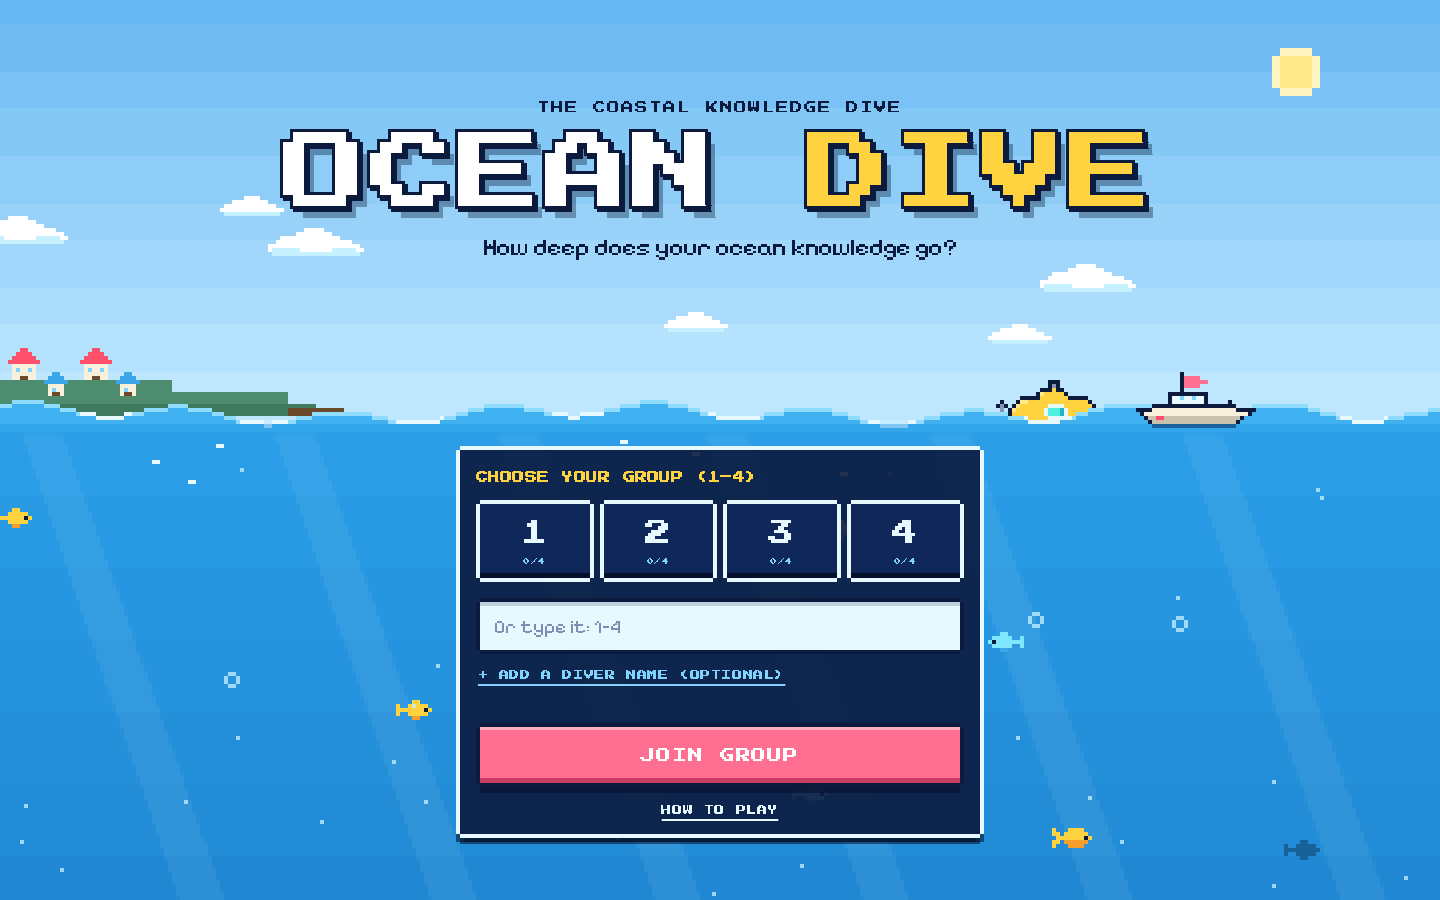 THE COASTAL KNOWLEDGE DIVE
OCEAN DIVE
How deep does your ocean knowledge go?
CHOOSE YOUR GROUP (1-4)
1 2 3 4
0/4 0/4 0/4 0/4
Or type it: 1-4
+ ADD A DIVER NAME (OPTIONAL)
JOIN GROUP
HOW TO PLAY